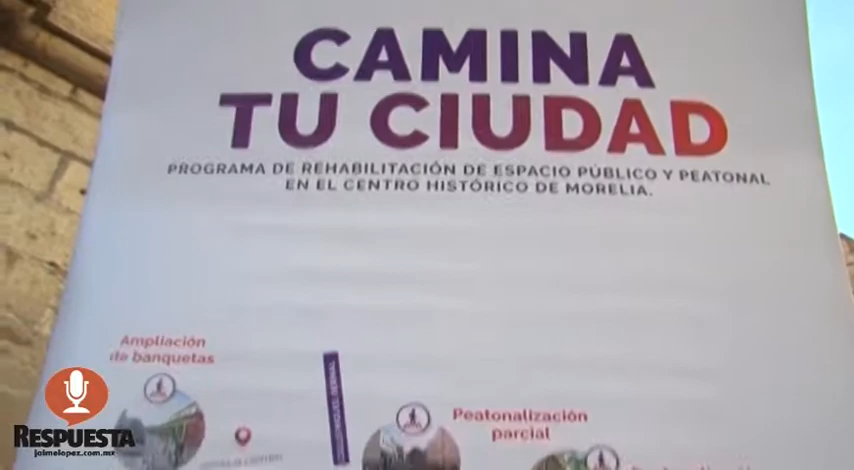 CAMINA
TU CIUDAD
PROGRAMA DE REHABILITACIÓN DE ESPACIO PÚBLICO Y PEATONAL
EN EL CENTRO HISTÓRICO DE MORELIA.
Ampliación
de banquetas
Peatonalización
parcial
RESPUESTA
jaimelopez.com.mx